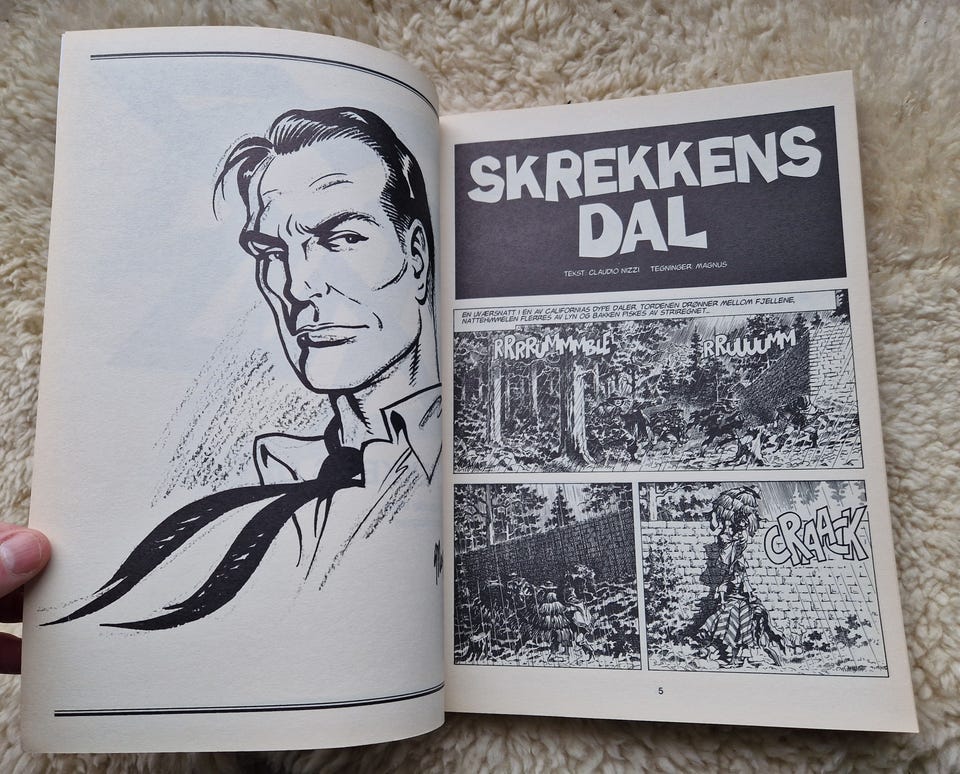 SKREKKENS
DAL
TEKST: CLAUDIO NIZZI TEGNINGER: MAGNUS
EN UVÆRSNATT I EN AV CALIFORNIAS DYPE DALER. TORDENEN DRØNNER MELLOM FJELLENE,
NATTEHIMMELEN FLERRES AV LYN OG BAKKEN PISKES AV STRIREGNET...
RRRRUMMMBLE
RRUUUUMM
CRAACK
5